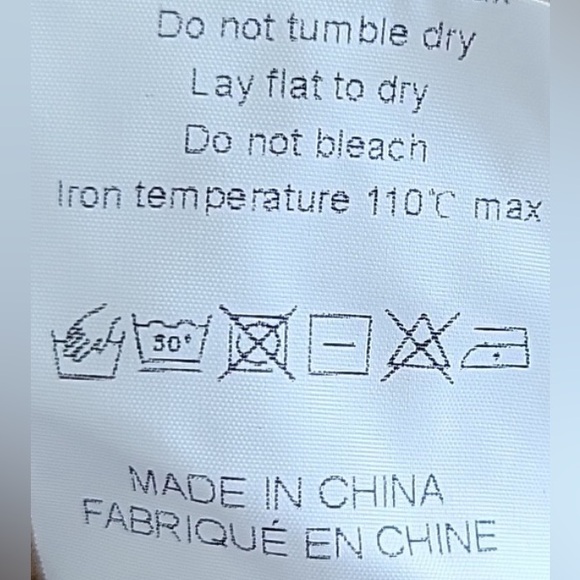 Do not tumble dry
Lay flat to dry
Do not bleach
Iron temperature 110℃ max
30°
MADE IN CHINA
FABRIQUÉ EN CHINE